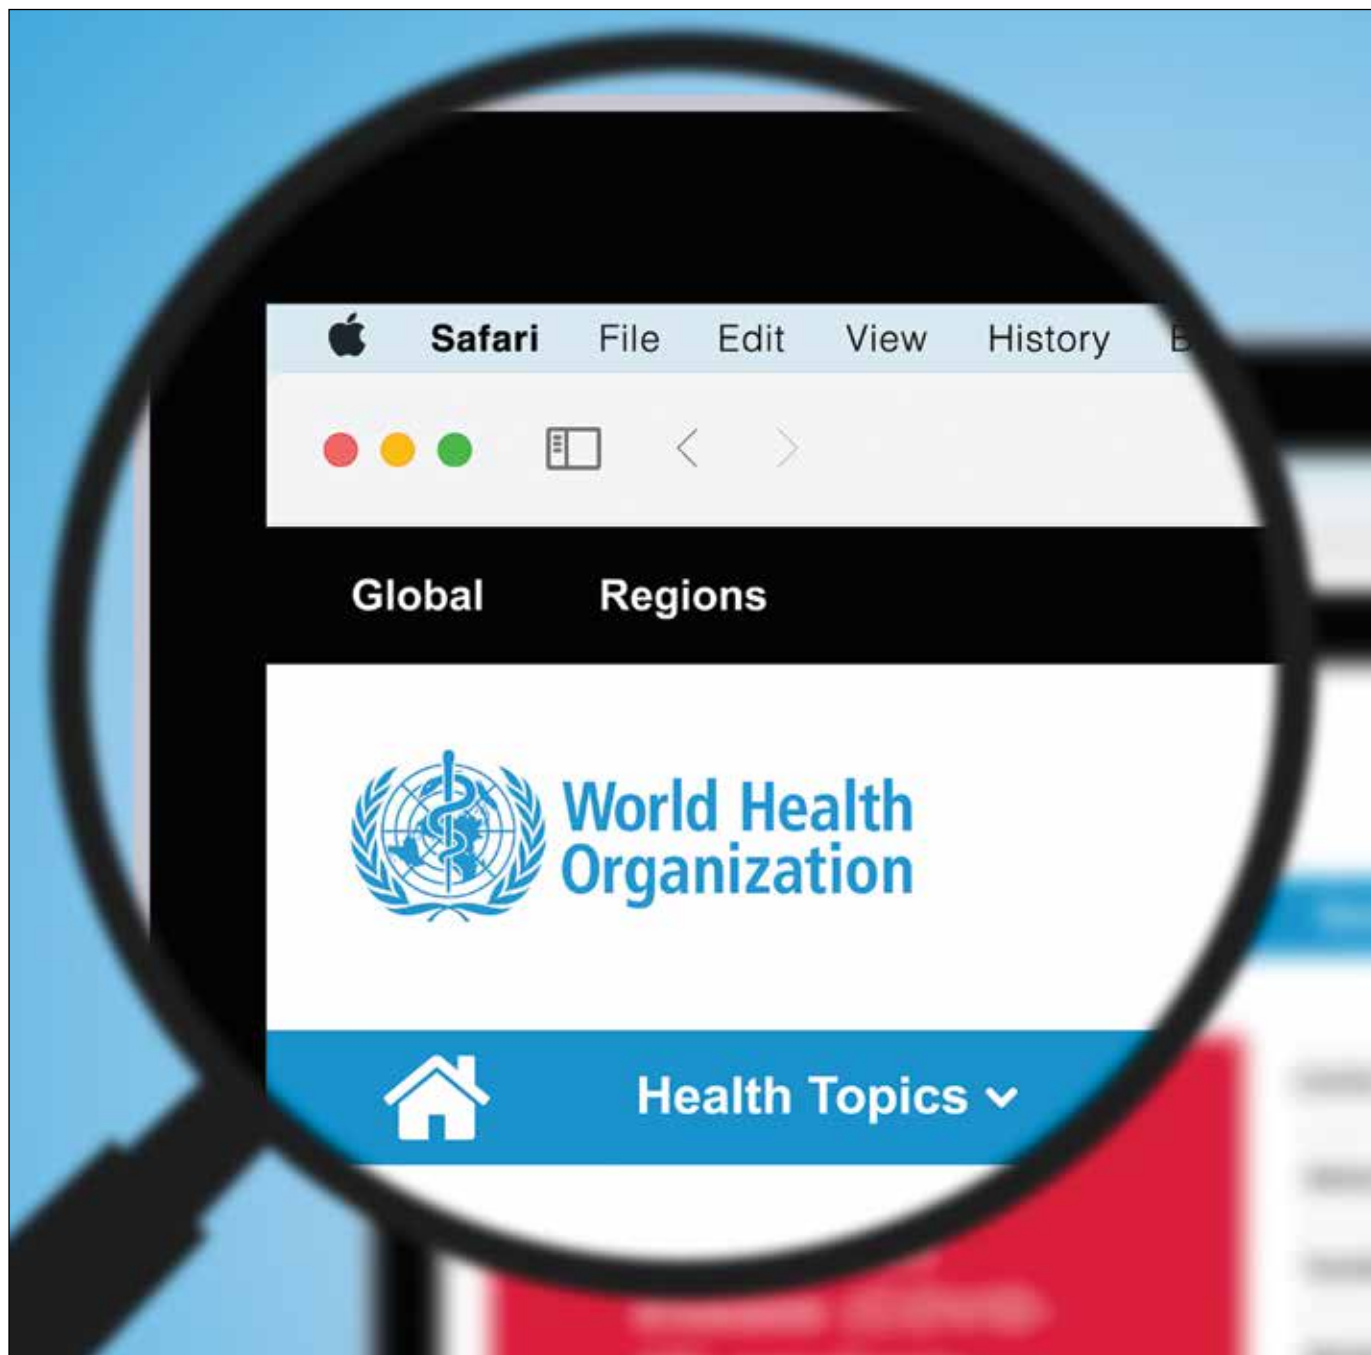 Safari File Edit View History
Global Regions
World Health
Organization
Health Topics